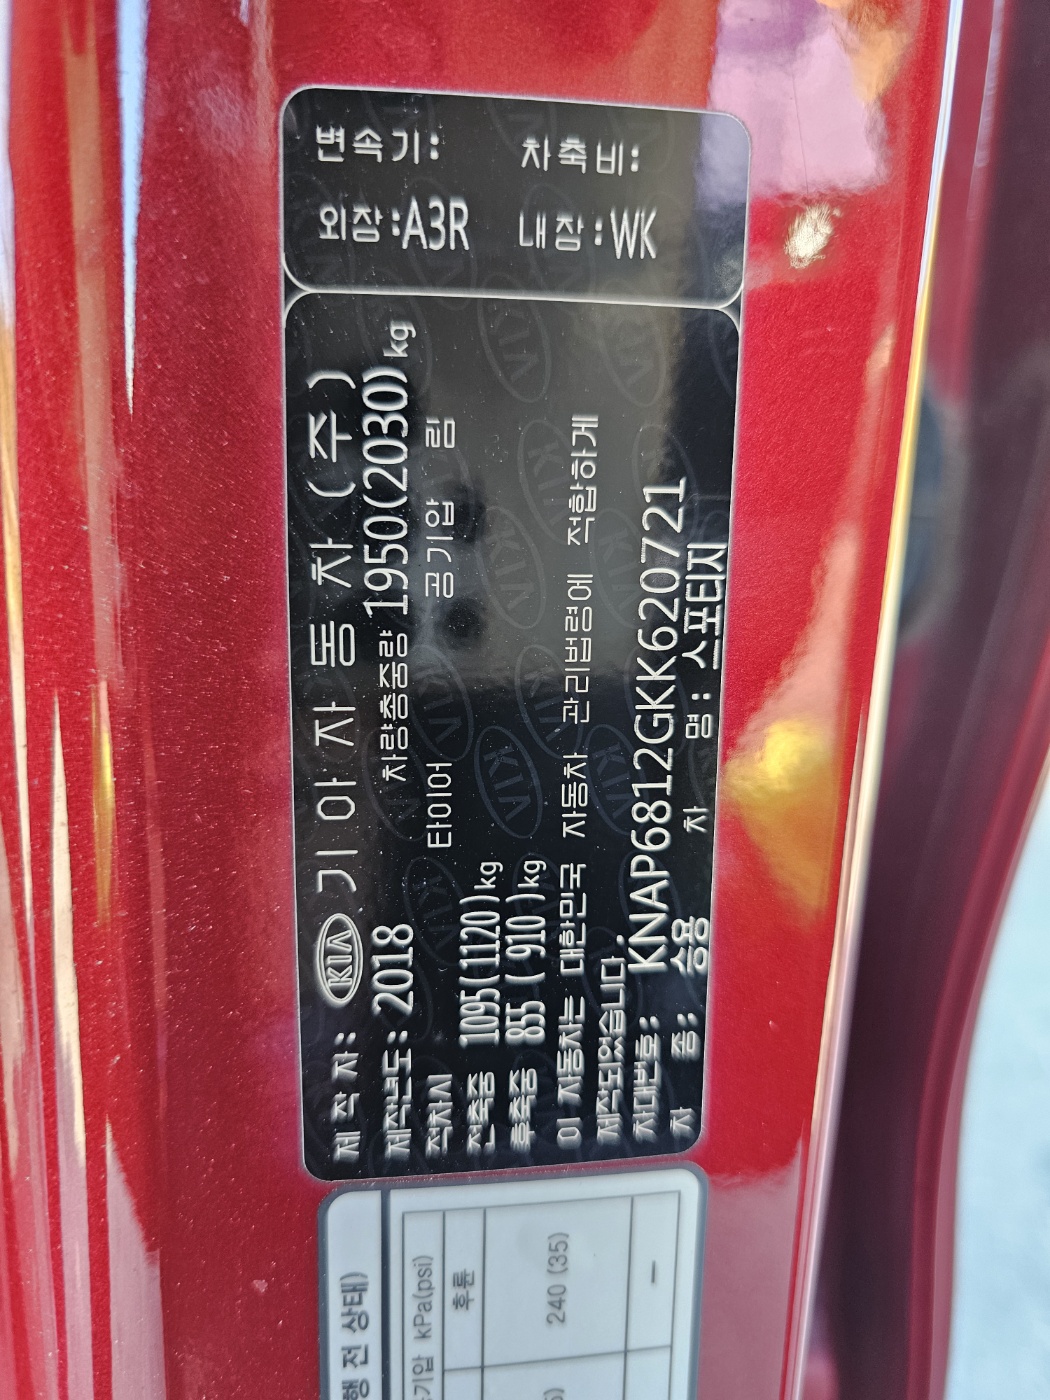 변속기: 차축비:
외장:A3R 내장:WK
제 작 자: KIA 기아자동차(주)
제작년도: 2018 차량총중량 1950(2030)kg
적차시 타이어 공기압 림
전축중 1095(1120)kg
후축중 855 ( 910 )kg
이 자동차는 대한민국 자동차 관리법령에 적합하게
제작되었습니다.
차대번호: KNAP6812GKK620721
차 종: 승용 차 명: 스포티지
전 상태)
기압 kPa(psi)
후륜
240 (35)
—